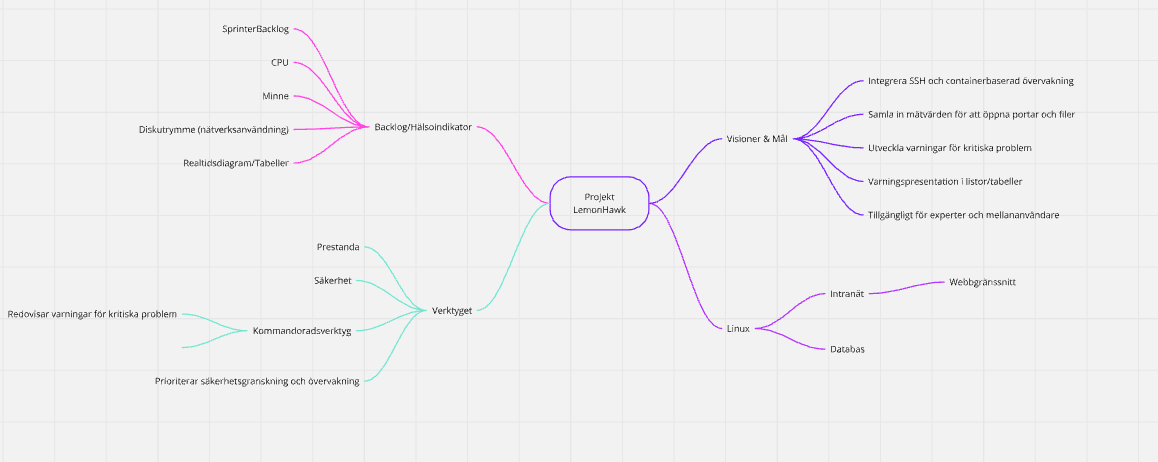 SprinterBacklog
CPU
Minne
Diskutrymme (nätverksanvändning)
Realtidsdiagram/Tabeller
Backlog/Hälsoindikator
Projekt
LemonHawk
Visioner & Mål
Integrera SSH och containerbaserad övervakning
Samla in mätvärden för att öppna portar och filer
Utveckla varningar för kritiska problem
Varningspresentation i listor/tabeller
Tillgängligt för experter och mellananvändare
Prestanda
Säkerhet
Redovisar varningar för kritiska problem
Kommandoradsverktyg
Verktyget
Prioriterar säkerhetsgranskning och övervakning
Linux
Intranät
Webbgränssnitt
Databas